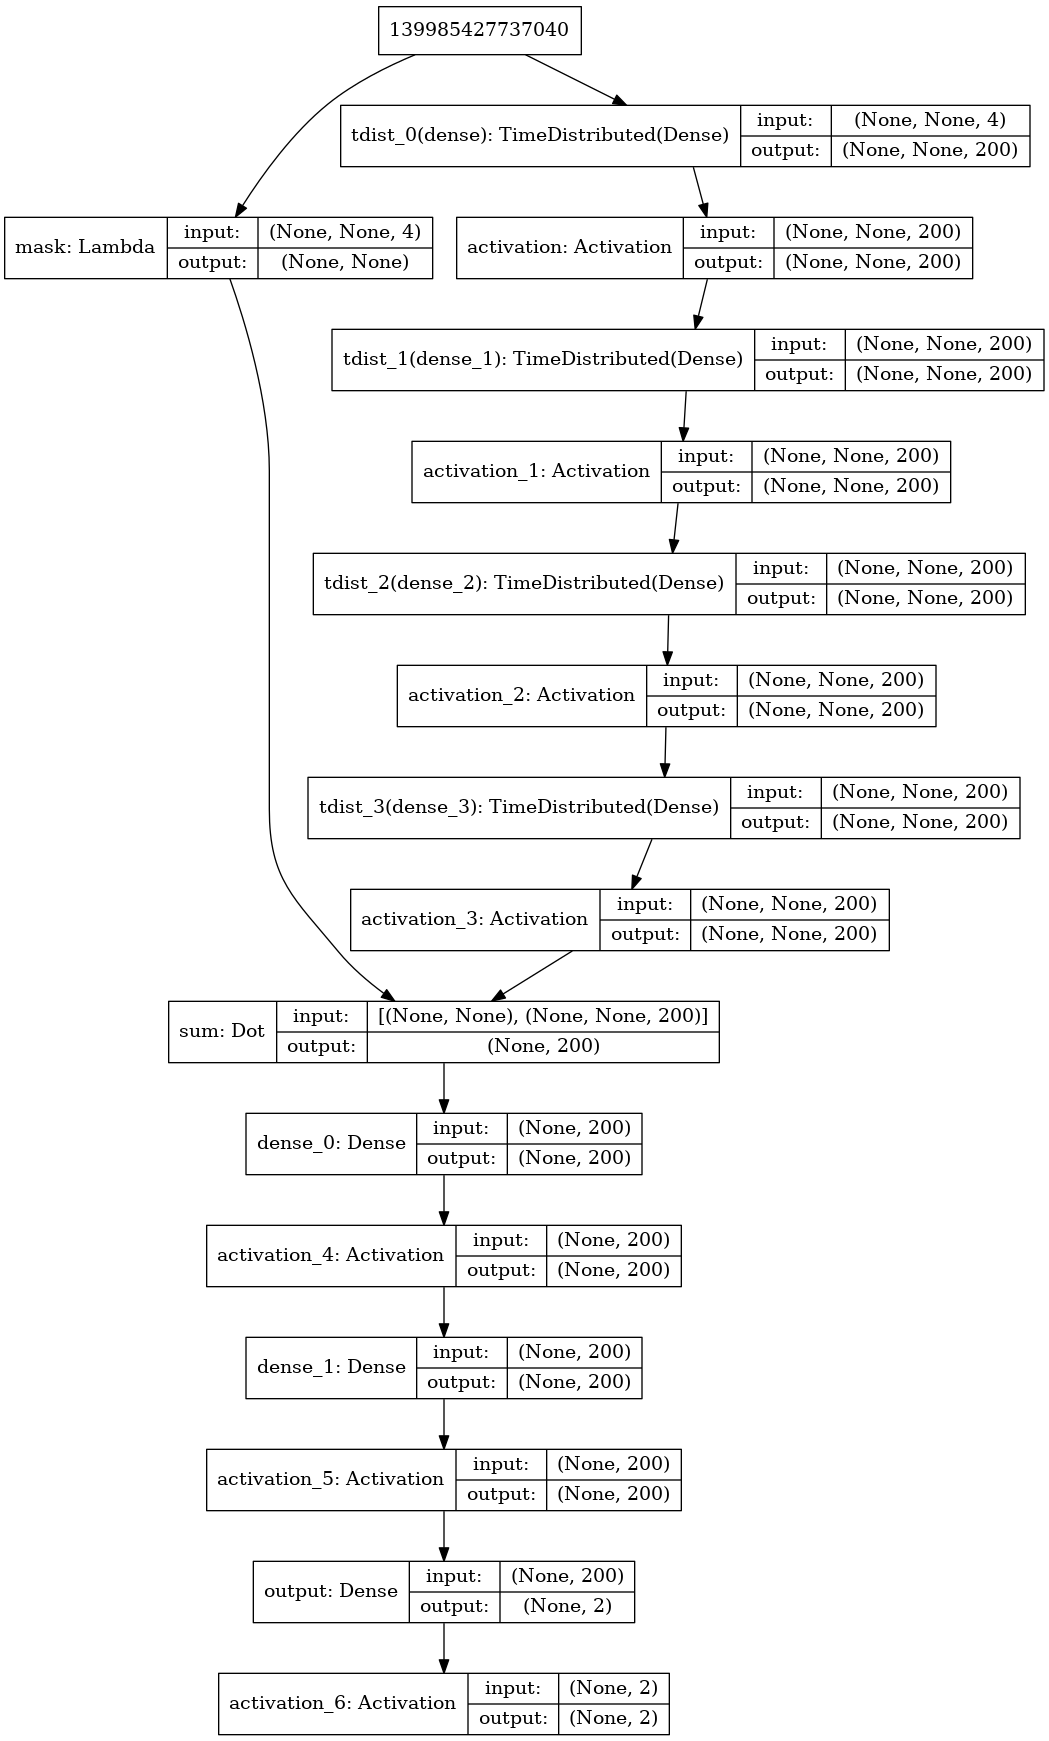 139985427737040
tdist_0(dense): TimeDistributed(Dense)
input:
(None, None, 4)
output:
(None, None, 200)
mask: Lambda
input:
(None, None, 4)
output:
(None, None)
activation: Activation
input:
(None, None, 200)
output:
(None, None, 200)
tdist_1(dense_1): TimeDistributed(Dense)
input:
(None, None, 200)
output:
(None, None, 200)
activation_1: Activation
input:
(None, None, 200)
output:
(None, None, 200)
tdist_2(dense_2): TimeDistributed(Dense)
input:
(None, None, 200)
output:
(None, None, 200)
activation_2: Activation
input:
(None, None, 200)
output:
(None, None, 200)
tdist_3(dense_3): TimeDistributed(Dense)
input:
(None, None, 200)
output:
(None, None, 200)
activation_3: Activation
input:
(None, None, 200)
output:
(None, None, 200)
sum: Dot
input:
[(None, None), (None, None, 200)]
output:
(None, 200)
dense_0: Dense
input:
(None, 200)
output:
(None, 200)
activation_4: Activation
input:
(None, 200)
output:
(None, 200)
dense_1: Dense
input:
(None, 200)
output:
(None, 200)
activation_5: Activation
input:
(None, 200)
output:
(None, 200)
output: Dense
input:
(None, 200)
output:
(None, 2)
activation_6: Activation
input:
(None, 2)
output:
(None, 2)